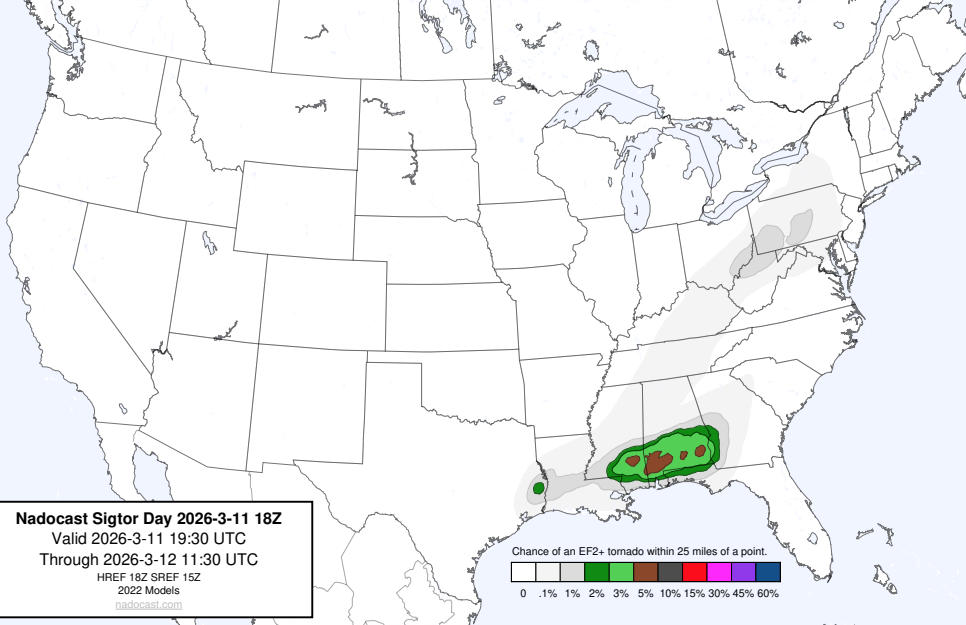 Nadocast Sigtor Day 2026-3-11 18Z
Valid 2026-3-11 19:30 UTC
Through 2026-3-12 11:30 UTC
HREF 18Z SREF 15Z
2022 Models
nadocast.com
Chance of an EF2+ tornado within 25 miles of a point.
0 .1% 1% 2% 3% 5% 10% 15% 30% 45% 60%